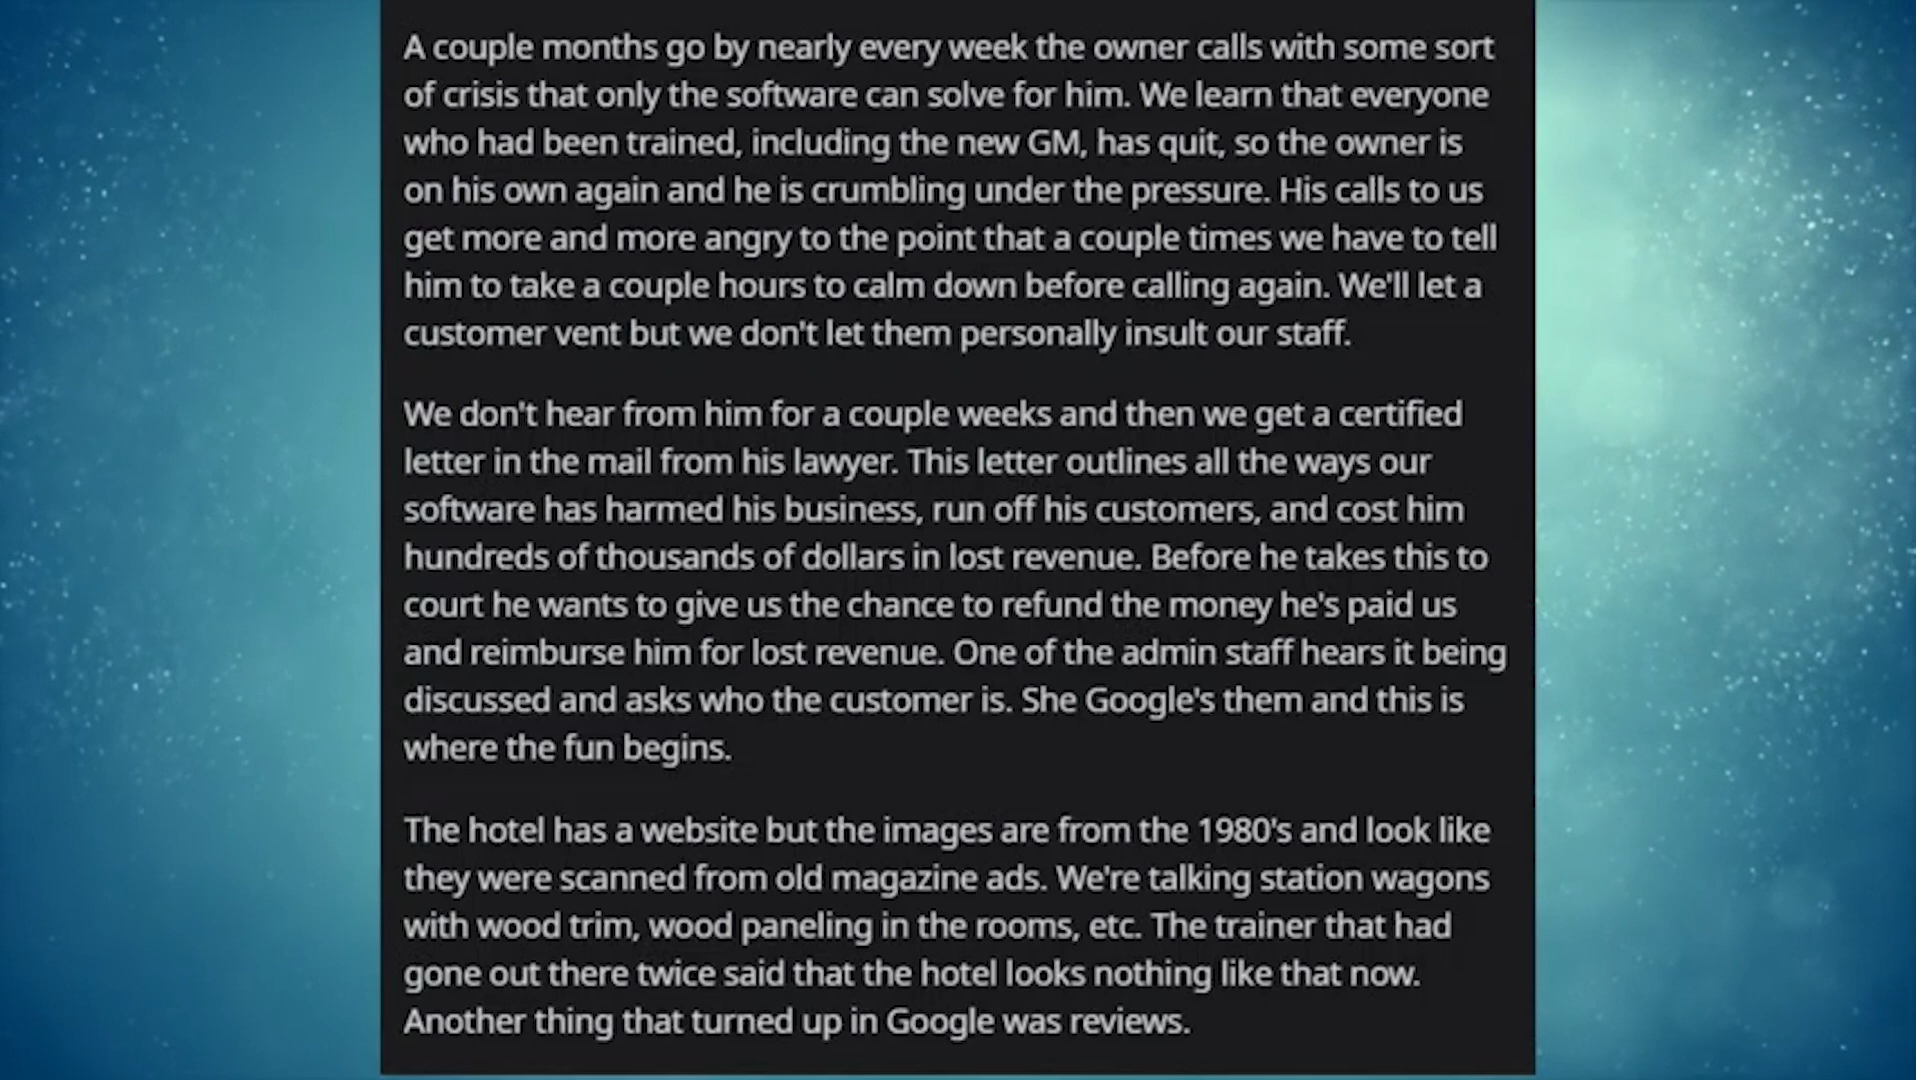 A couple months go by nearly every week the owner calls with some sort
of crisis that only the software can solve for him. We learn that everyone
who had been trained, including the new GM, has quit, so the owner is
on his own again and he is crumbling under the pressure. His calls to us
get more and more angry to the point that a couple times we have to tell
him to take a couple hours to calm down before calling again. We'll let a
customer vent but we don't let them personally insult our staff.
We don't hear from him for a couple weeks and then we get a certified
letter in the mail from his lawyer. This letter outlines all the ways our
software has harmed his business, run off his customers, and cost him
hundreds of thousands of dollars in lost revenue. Before he takes this to
court he wants to give us the chance to refund the money he's paid us
and reimburse him for lost revenue. One of the admin staff hears it being
discussed and asks who the customer is. She Google's them and this is
where the fun begins.
The hotel has a website but the images are from the 1980's and look like
they were scanned from old magazine ads. We're talking station wagons
with wood trim, wood paneling in the rooms, etc. The trainer that had
gone out there twice said that the hotel looks nothing like that now.
Another thing that turned up in Google was reviews.